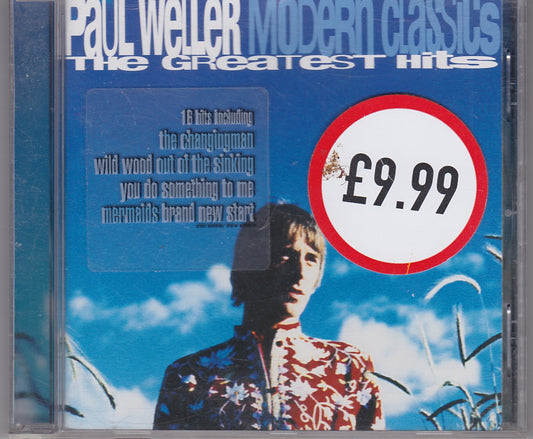 PAUL WELLER MODERN CLASSICS
THE GREATEST HITS
16 hits including
the changingman
wild wood out of the sinking
you do something to me
mermaids brand new start
£9.99